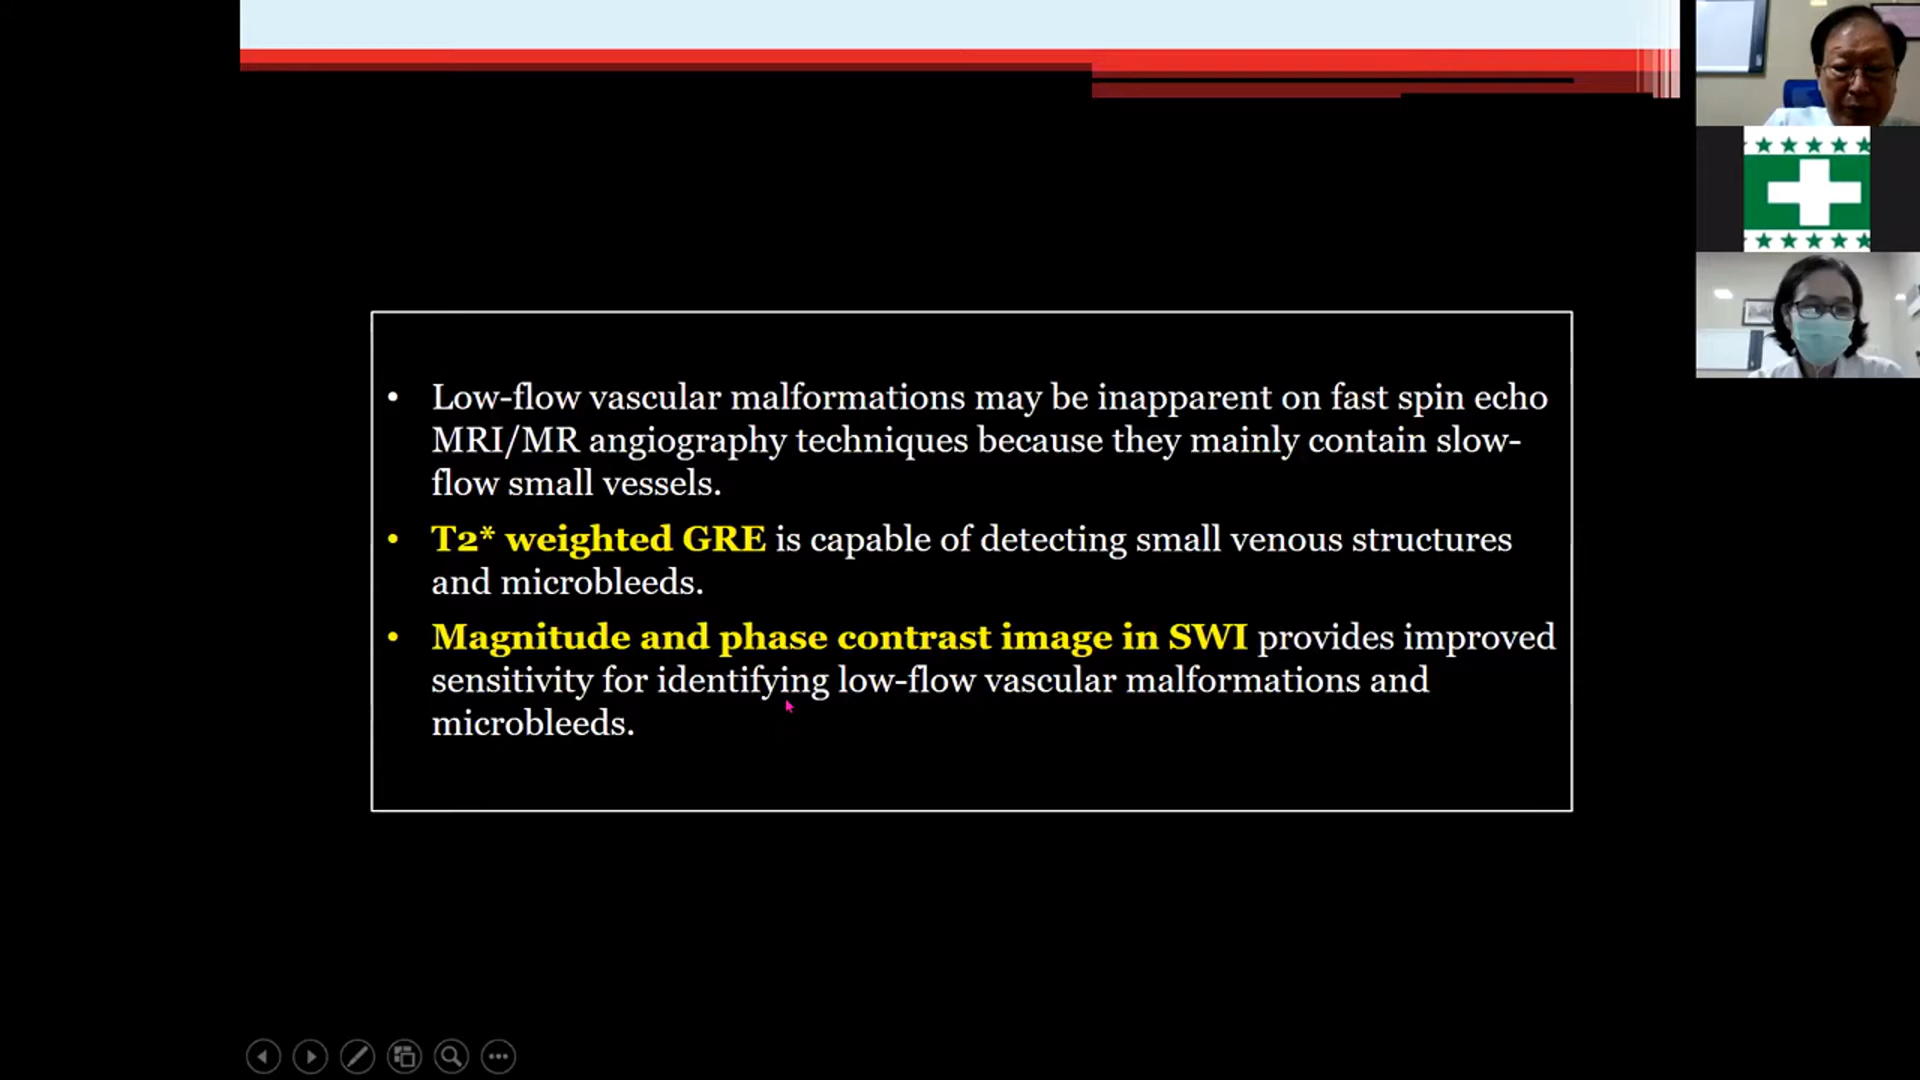 • Low-flow vascular malformations may be inapparent on fast spin echo
MRI/MR angiography techniques because they mainly contain slow-
flow small vessels.
• T2* weighted GRE is capable of detecting small venous structures
and microbleeds.
• Magnitude and phase contrast image in SWI provides improved
sensitivity for identifying low-flow vascular malformations and
microbleeds.